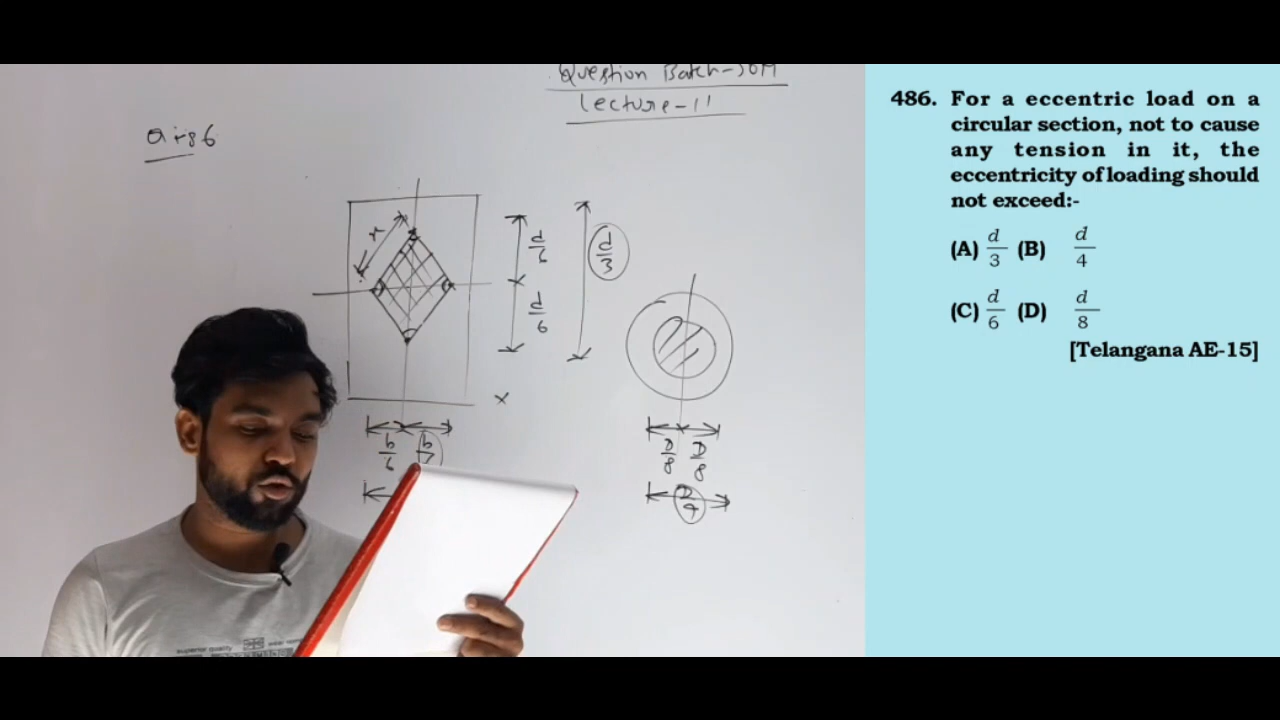 Question Batch-SOM
Lecture-11
d/6
d/6
d/3
r
x
b/6
D/8 D/8
D/4
486. For a eccentric load on a
circular section, not to cause
any tension in it, the
eccentricity of loading should
not exceed:-
(A) d/3 (B) d/4
(C) d/6 (D) d/8
[Telangana AE-15]
superior quality